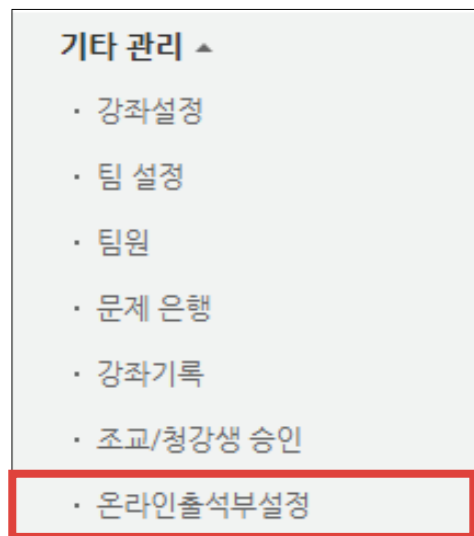 기타 관리 ▲
· 강좌설정
· 팀 설정
· 팀원
· 문제 은행
· 강좌기록
· 조교/청강생 승인
· 온라인출석부설정